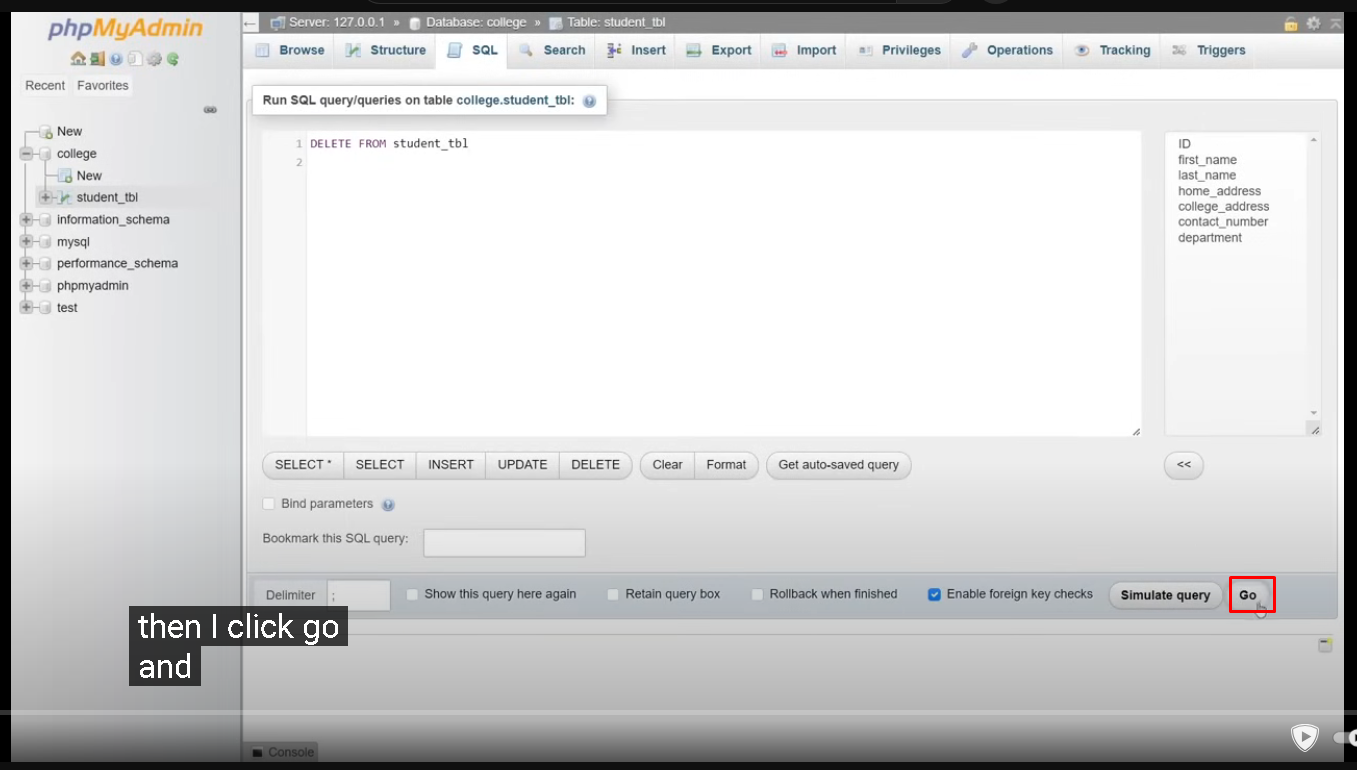 phpMyAdmin
Recent Favorites
New
college
New
student_tbl
information_schema
mysql
performance_schema
phpmyadmin
test
Server: 127.0.0.1 » Database: college » Table: student_tbl
Browse Structure SQL Search Insert Export Import Privileges Operations Tracking Triggers
Run SQL query/queries on table college.student_tbl:
1 DELETE FROM student_tbl
2
ID
first_name
last_name
home_address
college_address
contact_number
department
SELECT * SELECT INSERT UPDATE DELETE Clear Format Get auto-saved query <<
Bind parameters
Bookmark this SQL query:
Delimiter ; Show this query here again Retain query box Rollback when finished Enable foreign key checks Simulate query Go
then I click go
and
Console